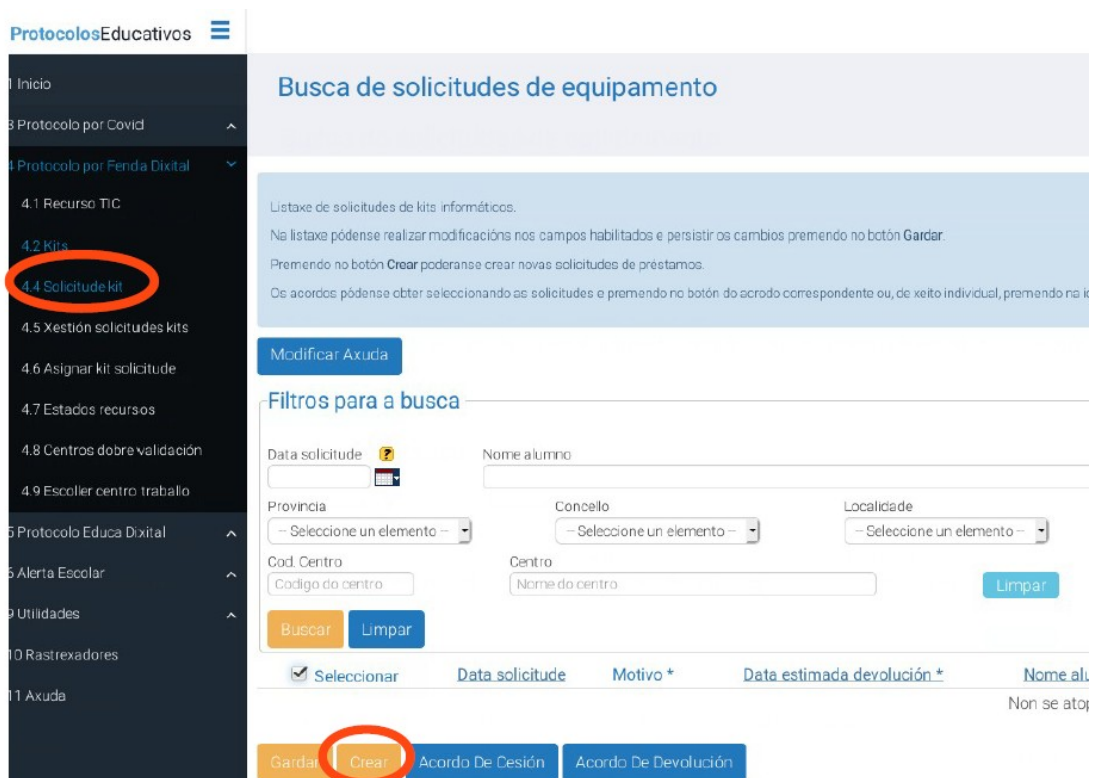 ProtocolosEducativos
1 Inicio
3 Protocolo por Covid
4 Protocolo por Fenda Dixital
4.1 Recurso TIC
4.2 Kits
4.4 Solicitude kit
4.5 Xestión solicitudes kits
4.6 Asignar kit solicitude
4.7 Estados recursos
4.8 Centros dobre validación
4.9 Escoller centro traballo
5 Protocolo Educa Dixital
6 Alerta Escolar
9 Utilidades
10 Rastrexadores
11 Axuda
Busca de solicitudes de equipamento
Listaxe de solicitudes de kits informáticos.
Na listaxe pódense realizar modificacións nos campos habilitados e persistir os cambios premendo no botón Gardar.
Premendo no botón Crear poderanse crear novas solicitudes de préstamos.
Os acordos pódense obter seleccionando as solicitudes e premendo no botón do acrodo correspondente ou, de xeito individual, premendo na
Modificar Axuda
Filtros para a busca
Data solicitude ? Nome alumno
Provincia Concello Localidade
-- Seleccione un elemento -- -- Seleccione un elemento -- -- Seleccione un elemento --
Cod. Centro Centro
Codigo do centro Nome do centro Limpar
Buscar Limpar
Seleccionar Data solicitude Motivo * Data estimada devolución * Nome
Non se
Gardar Crear Acordo De Cesión Acordo De Devolución